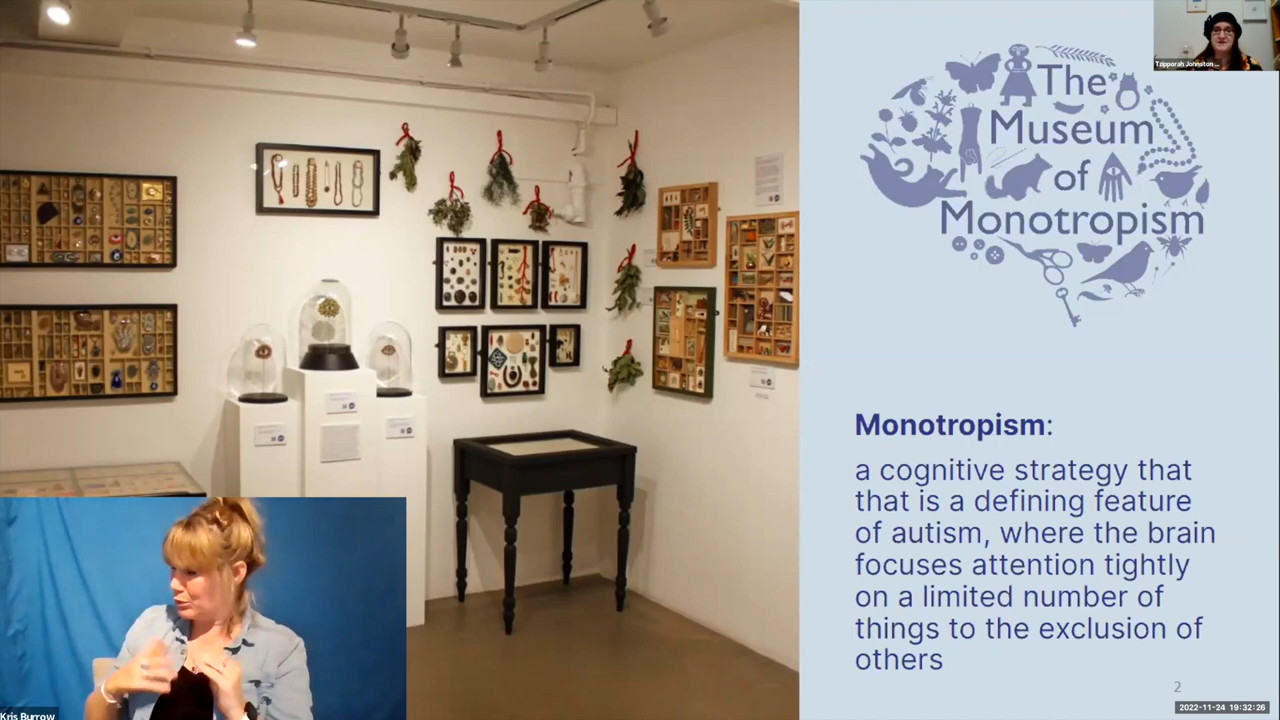 Tzipporah Johnston ...
The
Museum
of
Monotropism
Monotropism:
a cognitive strategy that
that is a defining feature
of autism, where the brain
focuses attention tightly
on a limited number of
things to the exclusion of
others
2
2022-11-24 19:32:26
Kris Burrow